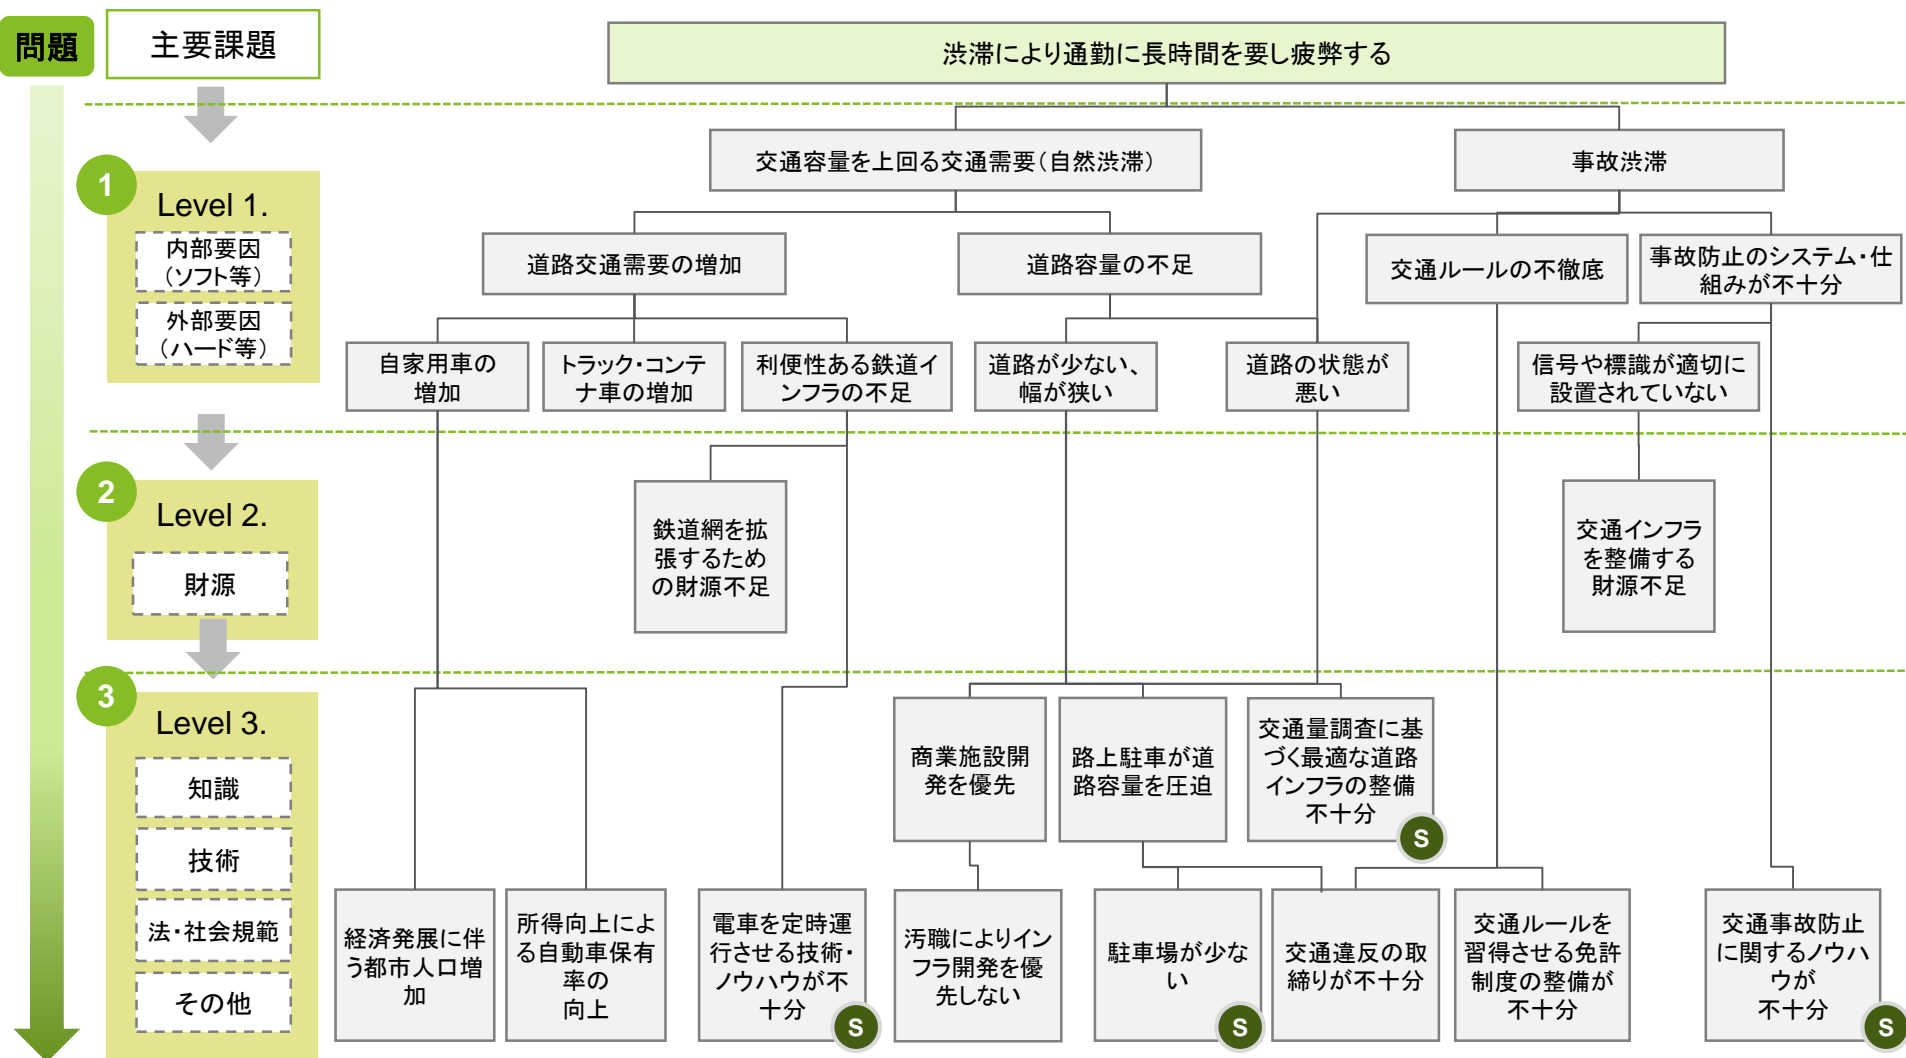 問題
主要課題
渋滞により通勤に長時間を要し疲弊する
交通容量を上回る交通需要（自然渋滞）
事故渋滞
1
Level 1.
内部要因
（ソフト等）
外部要因
（ハード等）
道路交通需要の増加
道路容量の不足
交通ルールの不徹底
事故防止のシステム・仕
組みが不十分
自家用車の
増加
トラック・コンテ
ナ車の増加
利便性ある鉄道イ
ンフラの不足
道路が少ない、
幅が狭い
道路の状態が
悪い
信号や標識が適切に
設置されていない
2
Level 2.
財源
鉄道網を拡
張するため
の財源不足
交通インフラ
を整備する
財源不足
3
Level 3.
知識
技術
法・社会規範
その他
商業施設開
発を優先
路上駐車が道
路容量を圧迫
交通量調査に基
づく最適な道路
インフラの整備
不十分
S
経済発展に伴
う都市人口増
加
所得向上によ
る自動車保有
率の
向上
電車を定時運
行させる技術・
ノウハウが不
十分
S
汚職によりイン
フラ開発を優
先しない
駐車場が少な
い
S
交通違反の取
締りが不十分
交通ルールを
習得させる免許
制度の整備が
不十分
交通事故防止
に関するノウハ
ウが
不十分
S